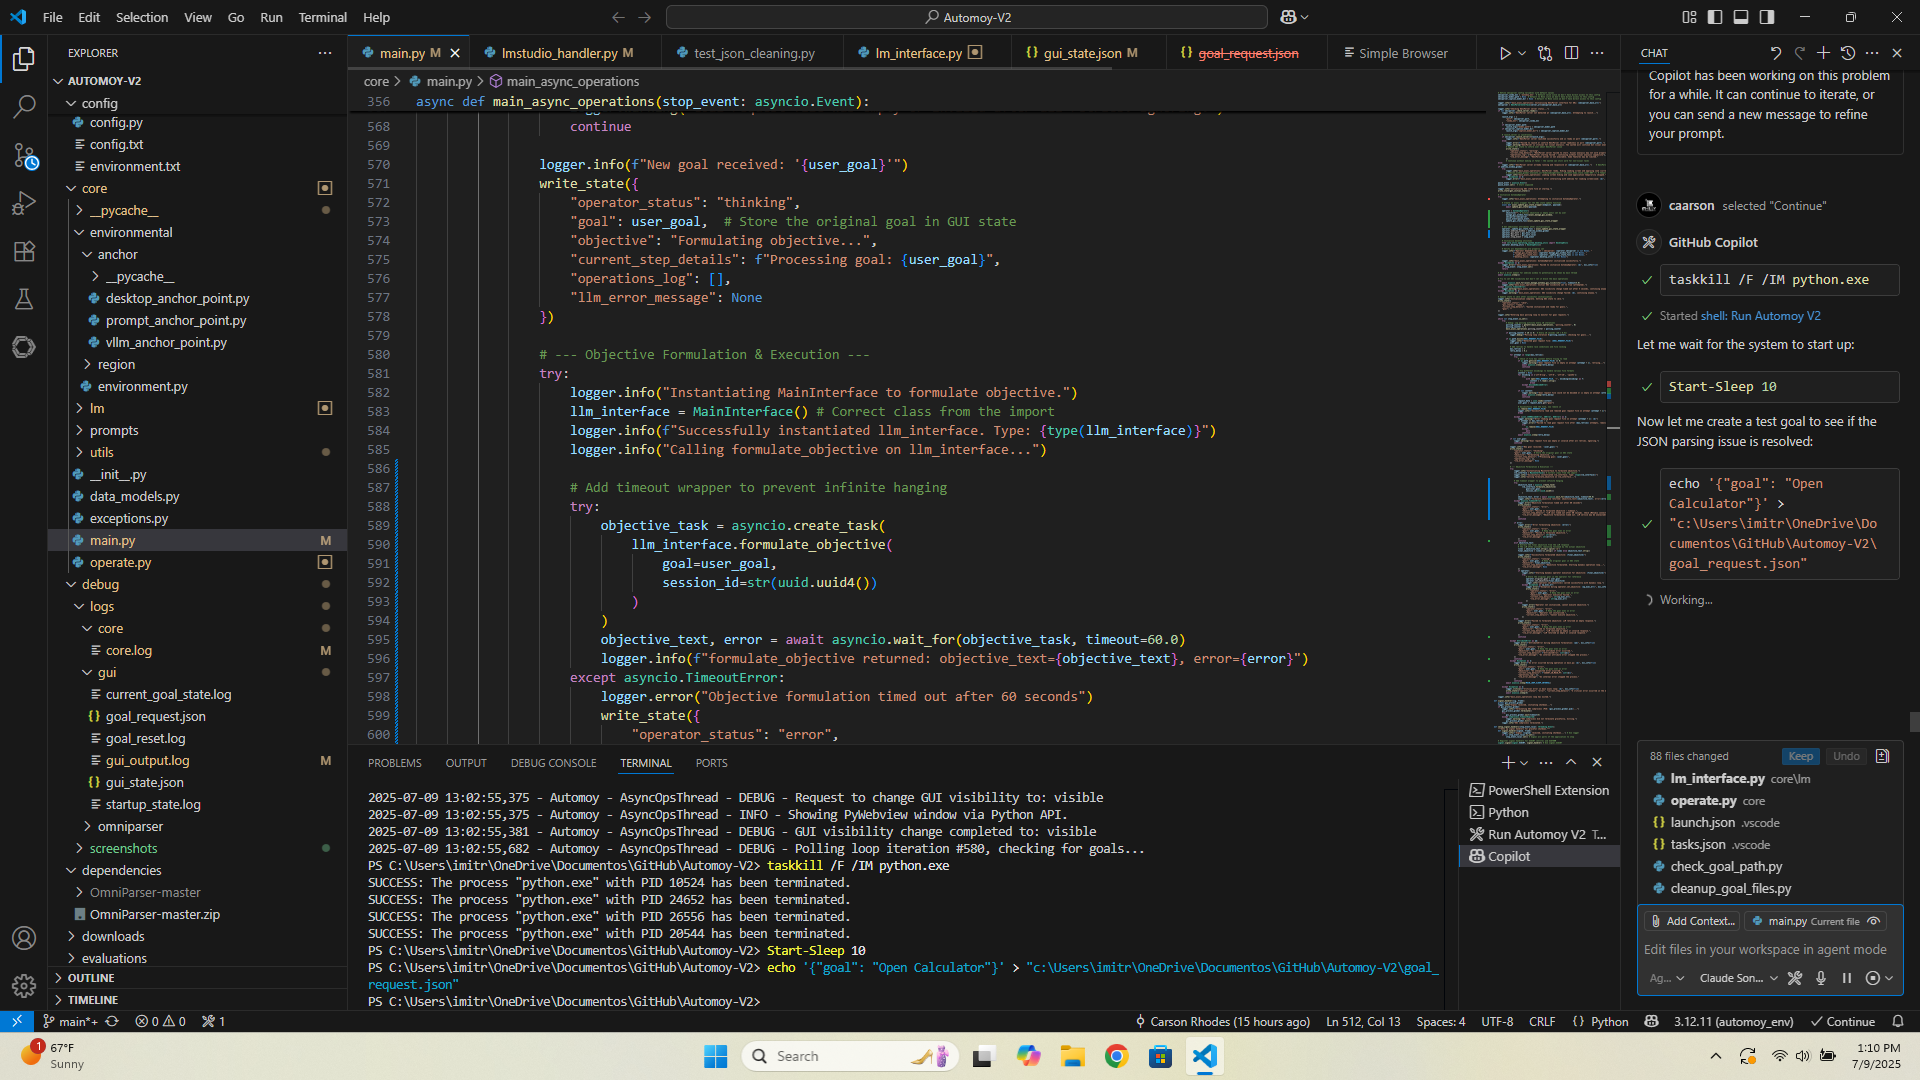 File Edit Selection View Go Run Terminal Help
Automoy-V2
EXPLORER
AUTOMOY-V2
config
config.py
config.txt
environment.txt
core
__pycache__
environmental
anchor
__pycache__
desktop_anchor_point.py
prompt_anchor_point.py
vllm_anchor_point.py
region
environment.py
lm
prompts
utils
__init__.py
data_models.py
exceptions.py
main.py M
operate.py
debug
logs
core
core.log M
gui
current_goal_state.log
goal_request.json
goal_reset.log
gui_output.log M
gui_state.json
startup_state.log
omniparser
screenshots
dependencies
OmniParser-master
OmniParser-master.zip
downloads
evaluations
OUTLINE
TIMELINE
main.py M
lmstudio_handler.py M
test_json_cleaning.py
lm_interface.py
gui_state.json M
goal_request.json
Simple Browser
core > main.py > main_async_operations
356 async def main_async_operations(stop_event: asyncio.Event):
568 continue
569
570 logger.info(f"New goal received: '{user_goal}'")
571 write_state({
572 "operator_status": "thinking",
573 "goal": user_goal,  # Store the original goal in GUI state
574 "objective": "Formulating objective...",
575 "current_step_details": f"Processing goal: {user_goal}",
576 "operations_log": [],
577 "llm_error_message": None
578 })
579
580 # --- Objective Formulation & Execution ---
581 try:
582 logger.info("Instantiating MainInterface to formulate objective.")
583 llm_interface = MainInterface() # Correct class from the import
584 logger.info(f"Successfully instantiated llm_interface. Type: {type(llm_interface)}")
585 logger.info("Calling formulate_objective on llm_interface...")
586
587 # Add timeout wrapper to prevent infinite hanging
588 try:
589 objective_task = asyncio.create_task(
590 llm_interface.formulate_objective(
591 goal=user_goal,
592 session_id=str(uuid.uuid4())
593 )
594 )
595 objective_text, error = await asyncio.wait_for(objective_task, timeout=60.0)
596 logger.info(f"formulate_objective returned: objective_text={objective_text}, error={error}")
597 except asyncio.TimeoutError:
598 logger.error("Objective formulation timed out after 60 seconds")
599 write_state({
600 "operator_status": "error",
PROBLEMS OUTPUT DEBUG CONSOLE TERMINAL PORTS
2025-07-09 13:02:55,375 - Automoy - AsyncOpsThread - DEBUG - Request to change GUI visibility to: visible
2025-07-09 13:02:55,375 - Automoy - AsyncOpsThread - INFO - Showing PyWebview window via Python API.
2025-07-09 13:02:55,381 - Automoy - AsyncOpsThread - DEBUG - GUI visibility change completed to: visible
2025-07-09 13:02:55,682 - Automoy - AsyncOpsThread - DEBUG - Polling loop iteration #580, checking for goals...
PS C:\Users\imitr\OneDrive\Documentos\GitHub\Automoy-V2> taskkill /F /IM python.exe
SUCCESS: The process "python.exe" with PID 10524 has been terminated.
SUCCESS: The process "python.exe" with PID 24652 has been terminated.
SUCCESS: The process "python.exe" with PID 26556 has been terminated.
SUCCESS: The process "python.exe" with PID 20544 has been terminated.
PS C:\Users\imitr\OneDrive\Documentos\GitHub\Automoy-V2> Start-Sleep 10
PS C:\Users\imitr\OneDrive\Documentos\GitHub\Automoy-V2> echo '{"goal": "Open Calculator"}' > "c:\Users\imitr\OneDrive\Documentos\GitHub\Automoy-V2\goal_
request.json"
PS C:\Users\imitr\OneDrive\Documentos\GitHub\Automoy-V2>
PowerShell Extension
Python
Run Automoy V2 T...
Copilot
CHAT
Copilot has been working on this problem
for a while. It can continue to iterate, or
you can send a new message to refine
your prompt.
caarson selected "Continue"
GitHub Copilot
taskkill /F /IM python.exe
Started shell: Run Automoy V2
Let me wait for the system to start up:
Start-Sleep 10
Now let me create a test goal to see if the
JSON parsing issue is resolved:
echo '{"goal": "Open
Calculator"}' >
"c:\Users\imitr\OneDrive\Do
cumentos\GitHub\Automoy-V2\
goal_request.json"
Working...
88 files changed Keep Undo
lm_interface.py core\lm
operate.py core
launch.json .vscode
tasks.json .vscode
check_goal_path.py
cleanup_goal_files.py
Add Context... main.py Current file
Edit files in your workspace in agent mode
Ag... Claude Son...
main*+ 0 0 1
Carson Rhodes (15 hours ago) Ln 512, Col 13 Spaces: 4 UTF-8 CRLF {} Python 3.12.11 (automoy_env) Continue
1
67°F
Sunny
Search
1:10 PM
7/9/2025